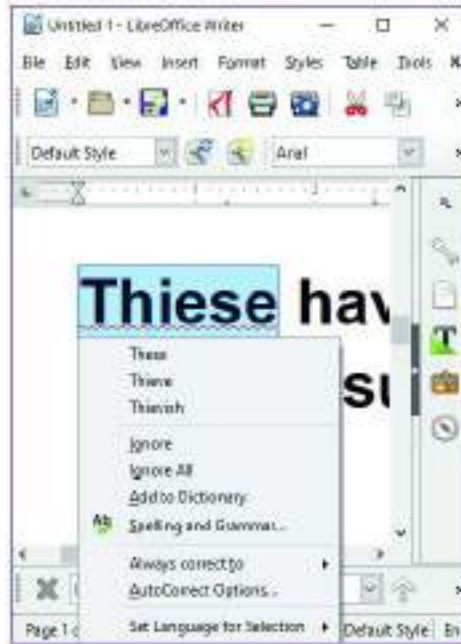 Untitled 1 - LibreOffice Writer
File Edit View Insert Format Styles Table Tools
Default Style Arial
Thiese hav
su
These
Thieve
Thievish
Ignore
Ignore All
Add to Dictionary
Spelling and Grammar...
Always correct to
AutoCorrect Options...
Set Language for Selection
Page 1 Default Style En